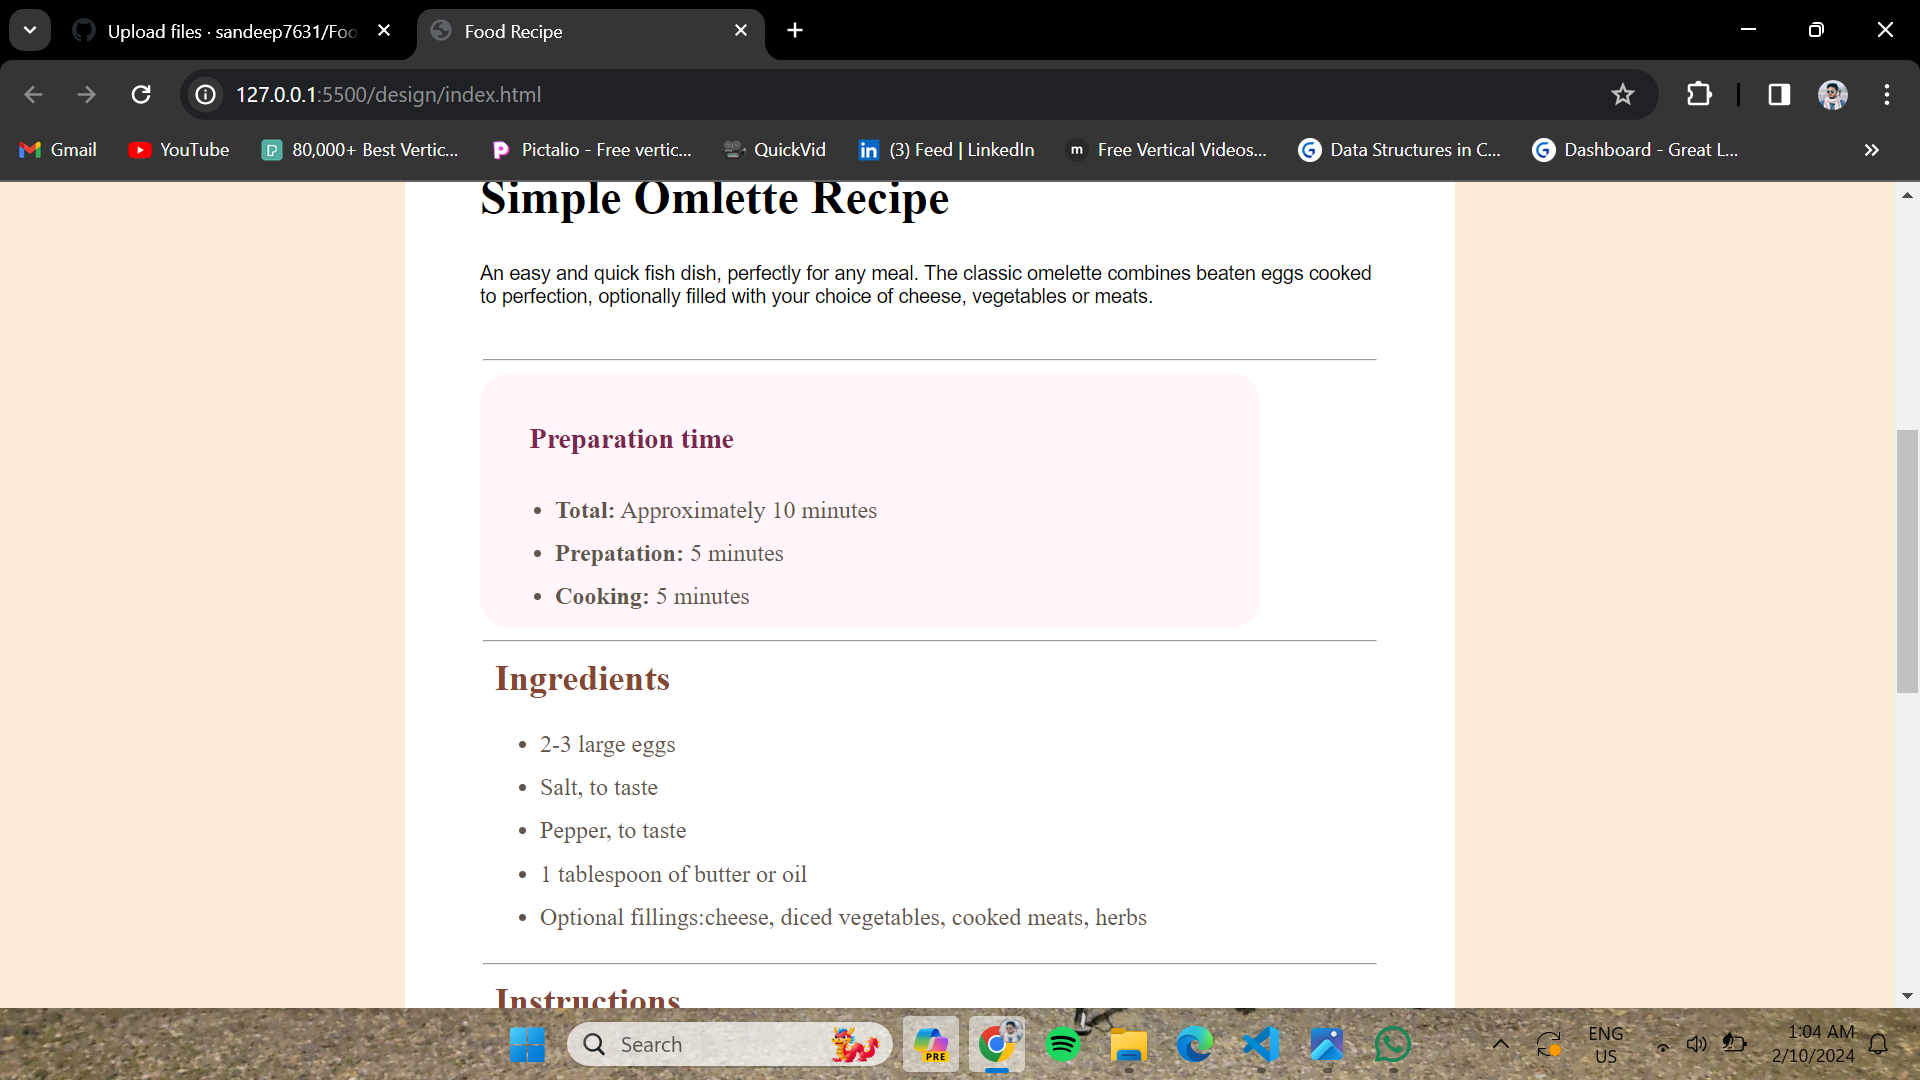 Upload files · sandeep7631/Foo
Food Recipe
127.0.0.1:5500/design/index.html
Gmail
YouTube
80,000+ Best Vertic...
Pictalio - Free vertic...
QuickVid
(3) Feed | LinkedIn
Free Vertical Videos...
Data Structures in C...
Dashboard - Great L...
Simple Omlette Recipe
An easy and quick fish dish, perfectly for any meal. The classic omelette combines beaten eggs cooked
to perfection, optionally filled with your choice of cheese, vegetables or meats.
Preparation time
• Total: Approximately 10 minutes
• Prepatation: 5 minutes
• Cooking: 5 minutes
Ingredients
• 2-3 large eggs
• Salt, to taste
• Pepper, to taste
• 1 tablespoon of butter or oil
• Optional fillings:cheese, diced vegetables, cooked meats, herbs
Instructions
Search
PRE
ENG
US
1:04 AM
2/10/2024